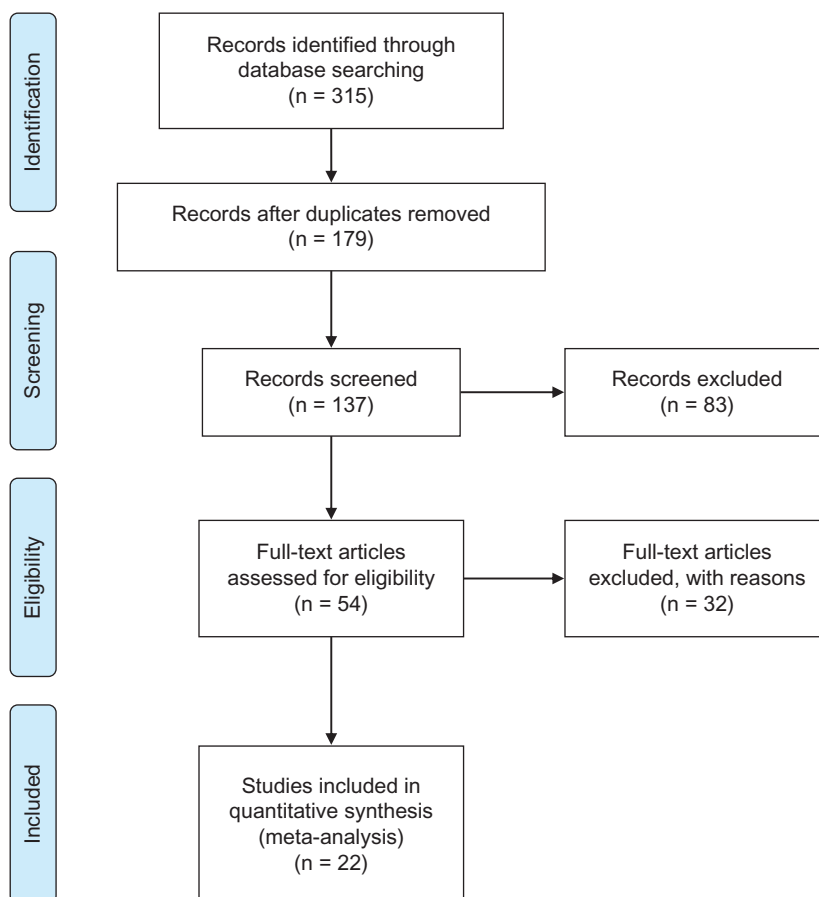 Identification
Records identified through
database searching
(n = 315)
Records after duplicates removed
(n = 179)
Screening
Records screened
(n = 137)
Records excluded
(n = 83)
Eligibility
Full-text articles
assessed for eligibility
(n = 54)
Full-text articles
excluded, with reasons
(n = 32)
Included
Studies included in
quantitative synthesis
(meta-analysis)
(n = 22)